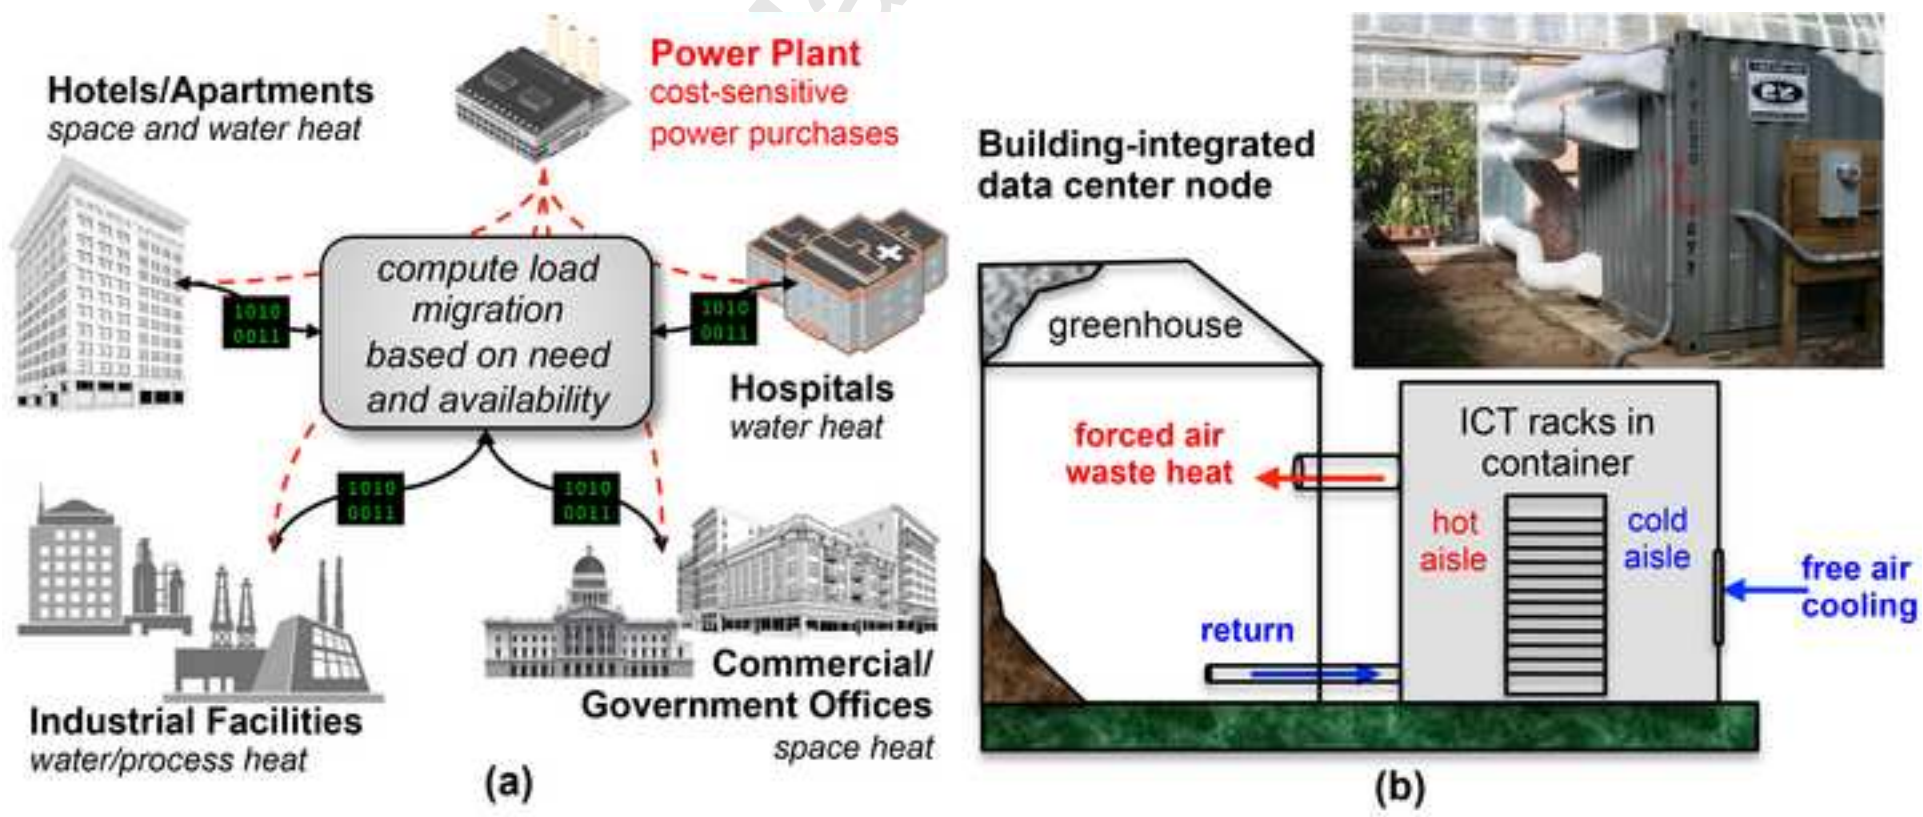 Hotels/Apartments
space and water heat
Power Plant
cost-sensitive
power purchases
compute load
migration
based on need
and availability
1010
0011
1010
0011
Hospitals
water heat
1010
0011
1010
0011
Industrial Facilities
water/process heat
Commercial/
Government Offices
space heat
(a)
Building-integrated
data center node
greenhouse
forced air
waste heat
return
ICT racks in
container
hot
aisle
cold
aisle
free air
cooling
(b)